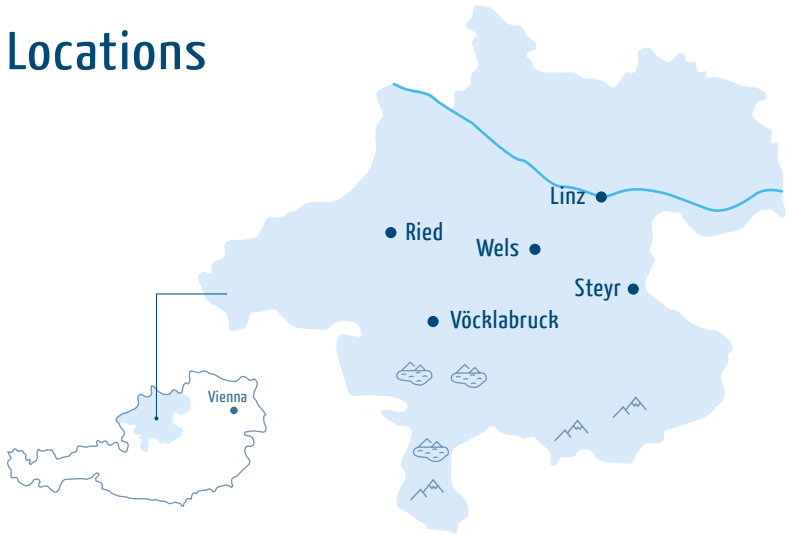 Locations
Linz
Ried
Wels
Steyr
Vöcklabruck
Vienna